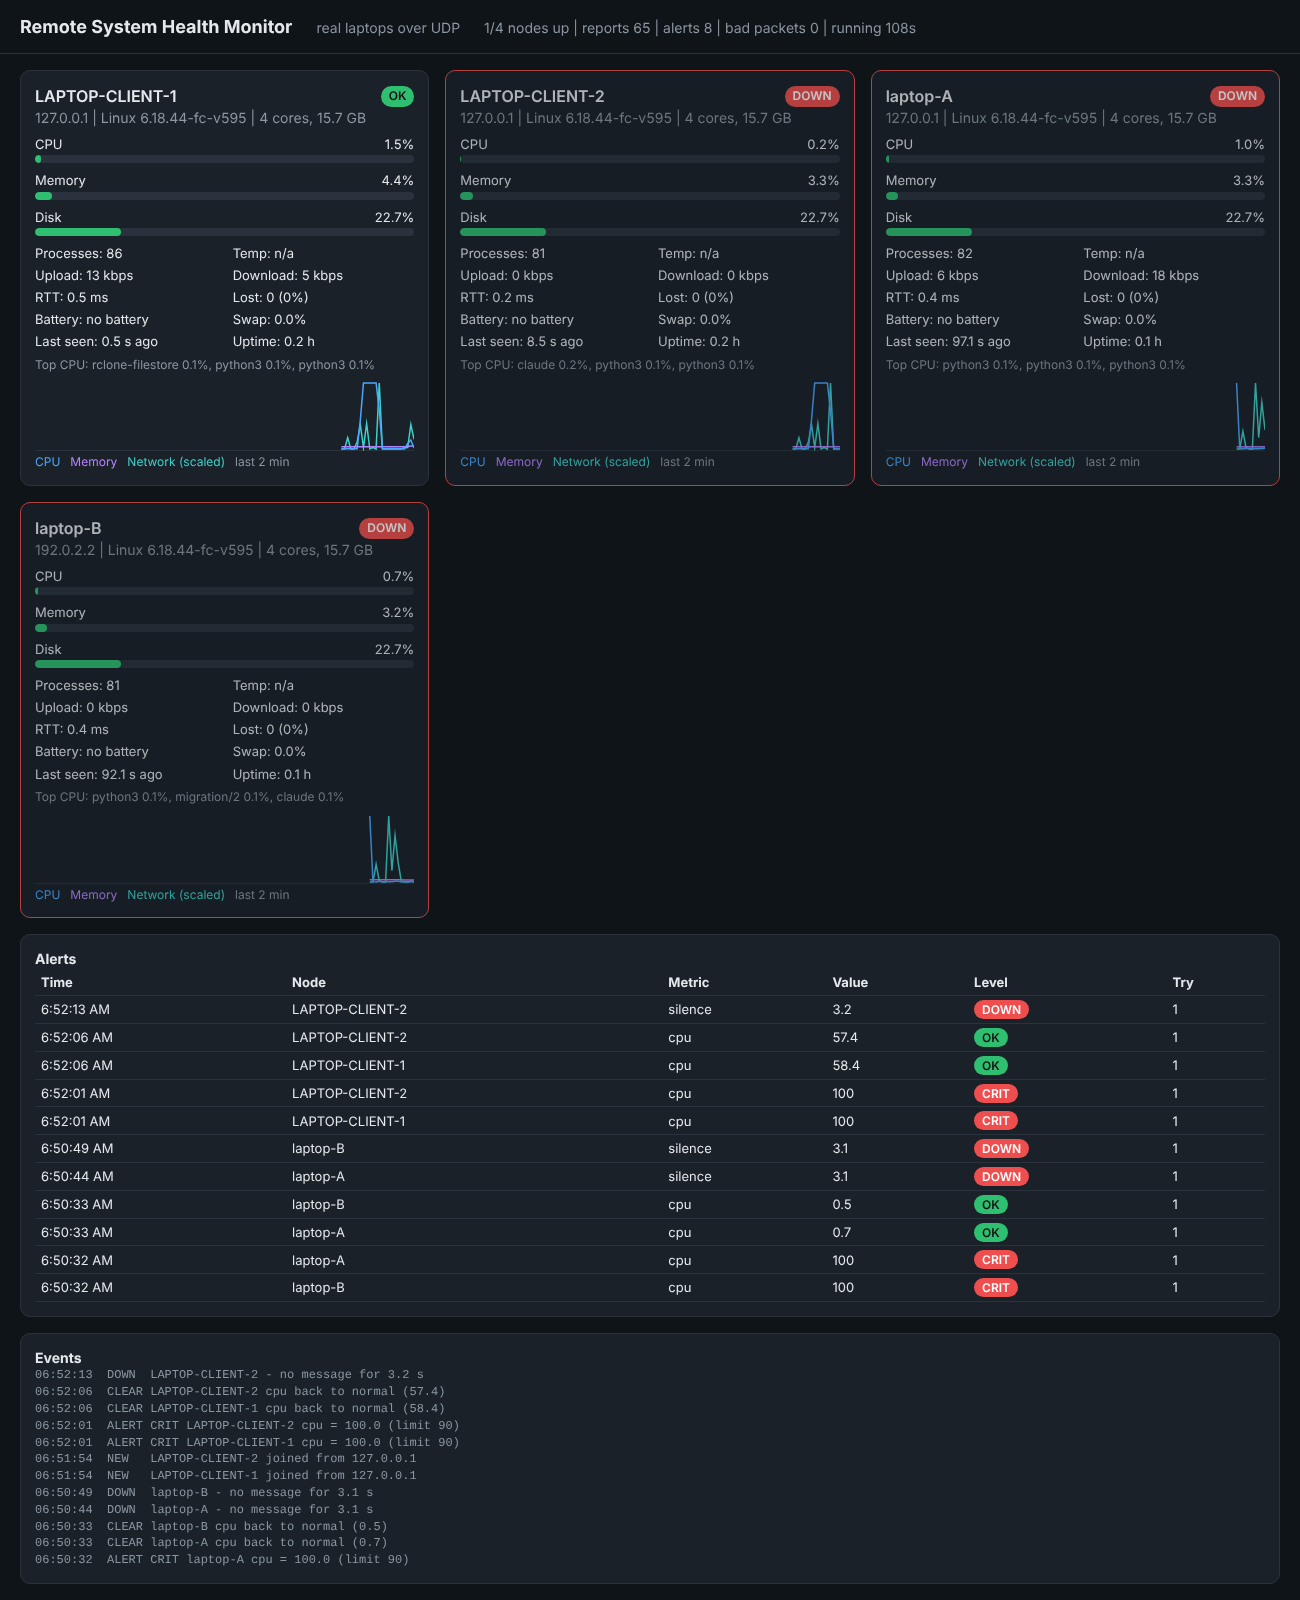 Remote System Health Monitor real laptops over UDP 1/4 nodes up | reports 65 | alerts 8 | bad packets 0 | running 108s
LAPTOP-CLIENT-1 OK
127.0.0.1 | Linux 6.18.44-fc-v595 | 4 cores, 15.7 GB
CPU 1.5%
Memory 4.4%
Disk 22.7%
Processes: 86 Temp: n/a
Upload: 13 kbps Download: 5 kbps
RTT: 0.5 ms Lost: 0 (0%)
Battery: no battery Swap: 0.0%
Last seen: 0.5 s ago Uptime: 0.2 h
Top CPU: rclone-filestore 0.1%, python3 0.1%, python3 0.1%
CPU Memory Network (scaled) last 2 min
LAPTOP-CLIENT-2 DOWN
127.0.0.1 | Linux 6.18.44-fc-v595 | 4 cores, 15.7 GB
CPU 0.2%
Memory 3.3%
Disk 22.7%
Processes: 81 Temp: n/a
Upload: 0 kbps Download: 0 kbps
RTT: 0.2 ms Lost: 0 (0%)
Battery: no battery Swap: 0.0%
Last seen: 8.5 s ago Uptime: 0.2 h
Top CPU: claude 0.2%, python3 0.1%, python3 0.1%
CPU Memory Network (scaled) last 2 min
laptop-A DOWN
127.0.0.1 | Linux 6.18.44-fc-v595 | 4 cores, 15.7 GB
CPU 1.0%
Memory 3.3%
Disk 22.7%
Processes: 82 Temp: n/a
Upload: 6 kbps Download: 18 kbps
RTT: 0.4 ms Lost: 0 (0%)
Battery: no battery Swap: 0.0%
Last seen: 97.1 s ago Uptime: 0.1 h
Top CPU: python3 0.1%, python3 0.1%, python3 0.1%
CPU Memory Network (scaled) last 2 min
laptop-B DOWN
192.0.2.2 | Linux 6.18.44-fc-v595 | 4 cores, 15.7 GB
CPU 0.7%
Memory 3.2%
Disk 22.7%
Processes: 81 Temp: n/a
Upload: 0 kbps Download: 0 kbps
RTT: 0.4 ms Lost: 0 (0%)
Battery: no battery Swap: 0.0%
Last seen: 92.1 s ago Uptime: 0.1 h
Top CPU: python3 0.1%, migration/2 0.1%, claude 0.1%
CPU Memory Network (scaled) last 2 min
Alerts
Time Node Metric Value Level Try
6:52:13 AM LAPTOP-CLIENT-2 silence 3.2 DOWN 1
6:52:06 AM LAPTOP-CLIENT-2 cpu 57.4 OK 1
6:52:06 AM LAPTOP-CLIENT-1 cpu 58.4 OK 1
6:52:01 AM LAPTOP-CLIENT-2 cpu 100 CRIT 1
6:52:01 AM LAPTOP-CLIENT-1 cpu 100 CRIT 1
6:50:49 AM laptop-B silence 3.1 DOWN 1
6:50:44 AM laptop-A silence 3.1 DOWN 1
6:50:33 AM laptop-B cpu 0.5 OK 1
6:50:33 AM laptop-A cpu 0.7 OK 1
6:50:32 AM laptop-A cpu 100 CRIT 1
6:50:32 AM laptop-B cpu 100 CRIT 1
Events
06:52:13 DOWN LAPTOP-CLIENT-2 - no message for 3.2 s
06:52:06 CLEAR LAPTOP-CLIENT-2 cpu back to normal (57.4)
06:52:06 CLEAR LAPTOP-CLIENT-1 cpu back to normal (58.4)
06:52:01 ALERT CRIT LAPTOP-CLIENT-2 cpu = 100.0 (limit 90)
06:52:01 ALERT CRIT LAPTOP-CLIENT-1 cpu = 100.0 (limit 90)
06:51:54 NEW LAPTOP-CLIENT-2 joined from 127.0.0.1
06:51:54 NEW LAPTOP-CLIENT-1 joined from 127.0.0.1
06:50:49 DOWN laptop-B - no message for 3.1 s
06:50:44 DOWN laptop-A - no message for 3.1 s
06:50:33 CLEAR laptop-B cpu back to normal (0.5)
06:50:33 CLEAR laptop-A cpu back to normal (0.7)
06:50:32 ALERT CRIT laptop-A cpu = 100.0 (limit 90)